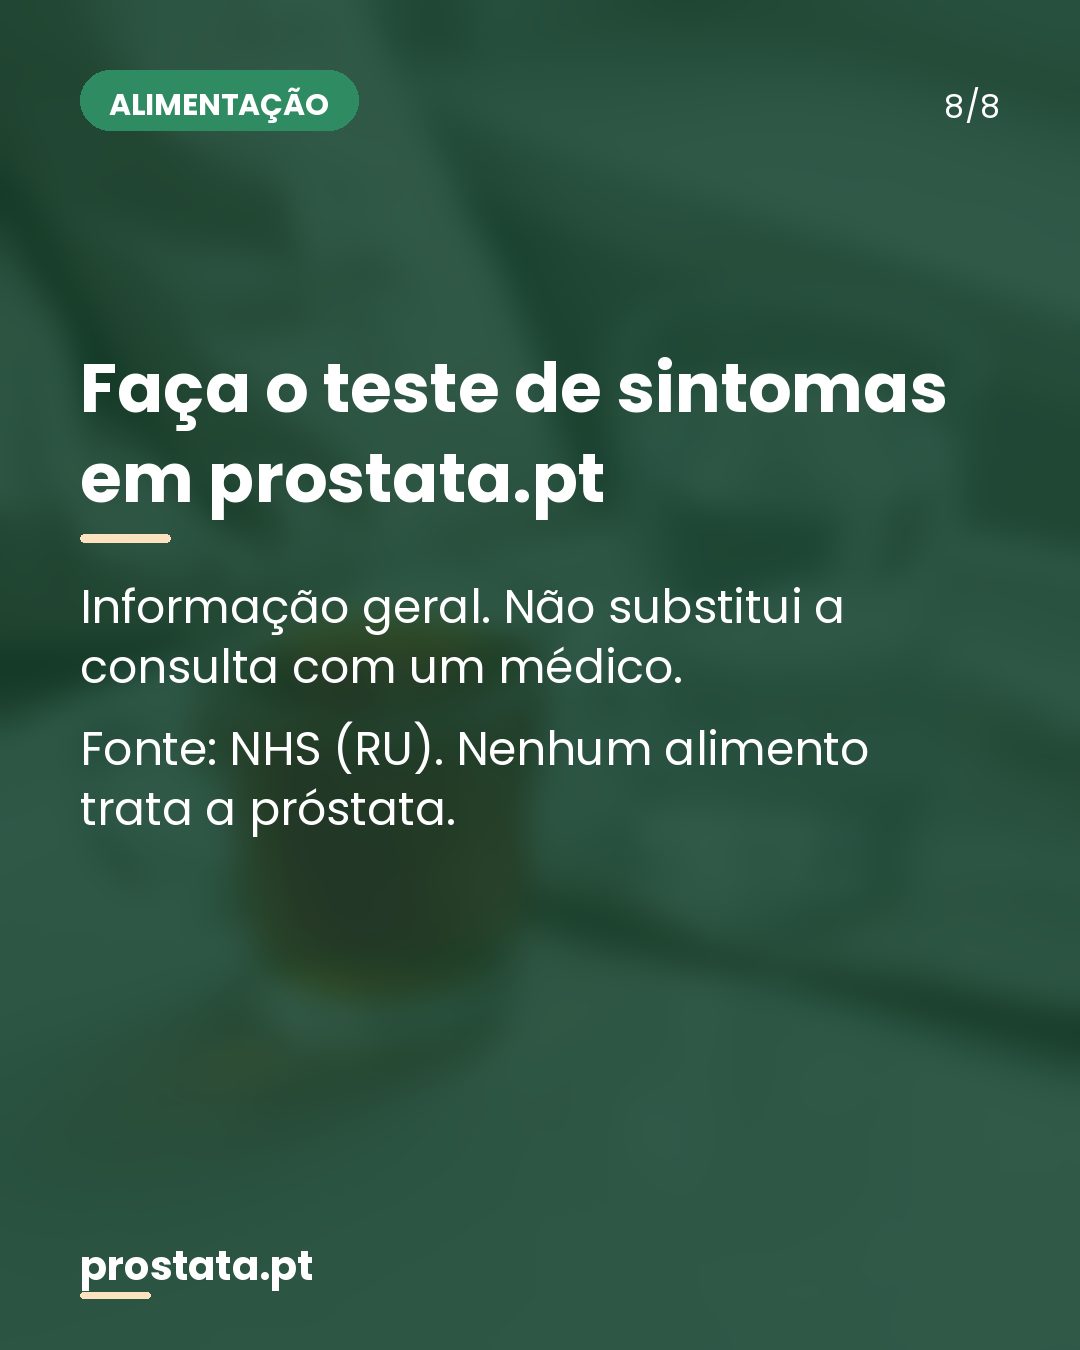 ALIMENTAÇÃO
8/8
Faça o teste de sintomas
em prostata.pt
Informação geral. Não substitui a
consulta com um médico.
Fonte: NHS (RU). Nenhum alimento
trata a próstata.
prostata.pt